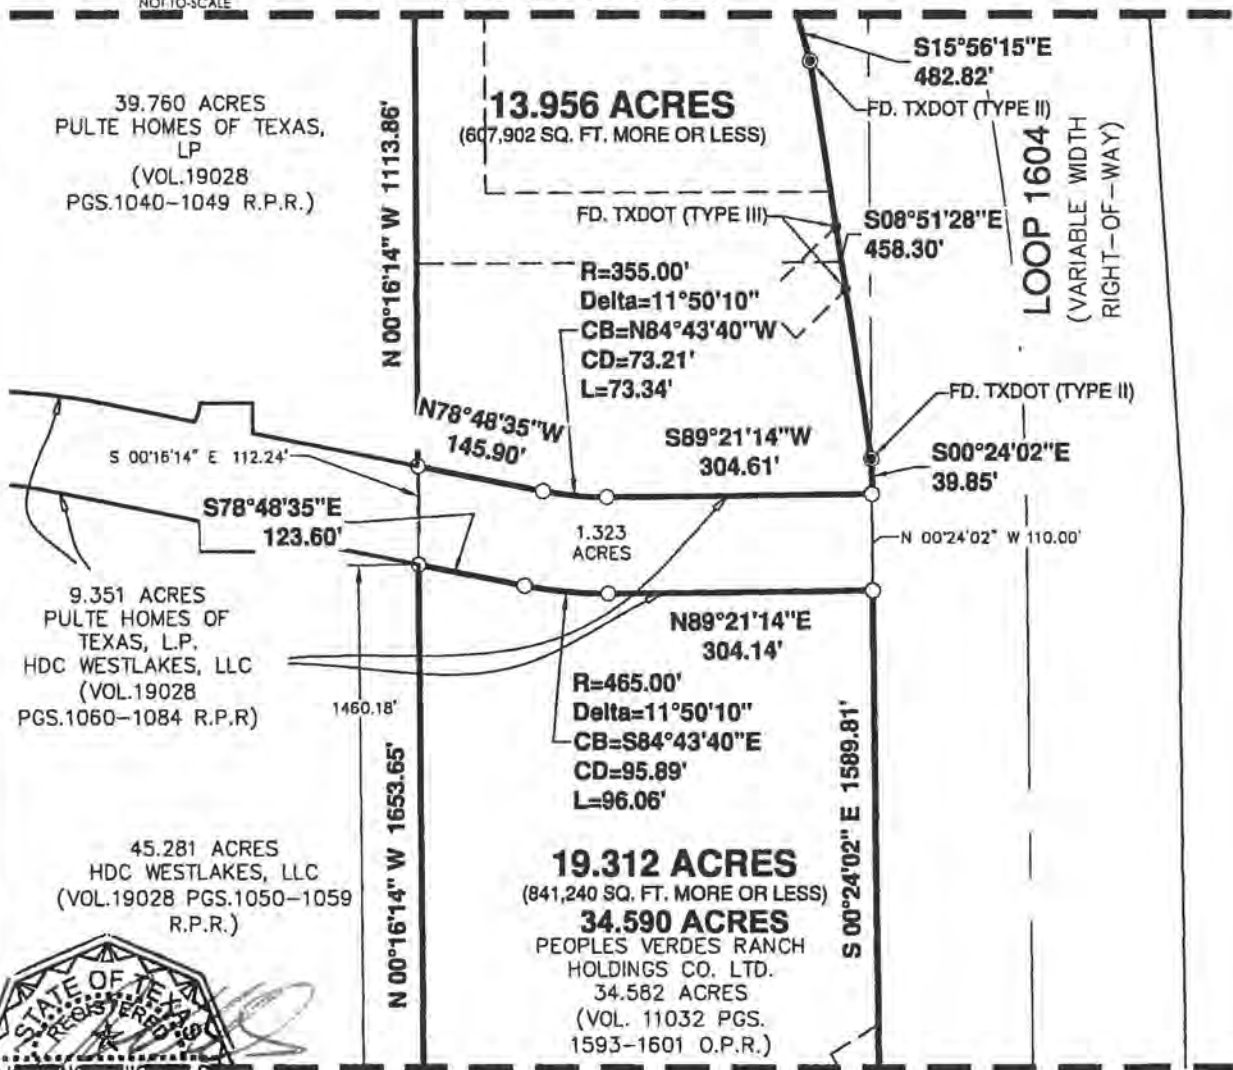 NOT-TO-SCALE
39.760 ACRES
PULTE HOMES OF TEXAS,
LP
(VOL.19028
PGS.1040-1049 R.P.R.)
N 00°16'14" W 1113.86'
13.956 ACRES
(607,902 SQ. FT. MORE OR LESS)
S15°56'15"E
482.82'
FD. TXDOT (TYPE II)
LOOP 1604
(VARIABLE WIDTH
RIGHT-OF-WAY)
FD. TXDOT (TYPE III)
S08°51'28"E
458.30'
R=355.00'
Delta=11°50'10"
CB=N84°43'40"W
CD=73.21'
L=73.34'
FD. TXDOT (TYPE II)
N78°48'35"W
145.90'
S89°21'14"W
304.61'
S00°24'02"E
39.85'
S 00°16'14" E 112.24'
S78°48'35"E
123.60'
1.323
ACRES
N 00°24'02" W 110.00'
9.351 ACRES
PULTE HOMES OF
TEXAS, L.P.
HDC WESTLAKES, LLC
(VOL.19028
PGS.1060-1084 R.P.R)
N89°21'14"E
304.14'
R=465.00'
Delta=11°50'10"
CB=S84°43'40"E
CD=95.89'
L=96.06'
1460.18'
N 00°16'14" W 1653.65'
S 00°24'02" E 1589.81'
45.281 ACRES
HDC WESTLAKES, LLC
(VOL.19028 PGS.1050-1059
R.P.R.)
19.312 ACRES
(841,240 SQ. FT. MORE OR LESS)
34.590 ACRES
PEOPLES VERDES RANCH
HOLDINGS CO. LTD.
34.582 ACRES
(VOL. 11032 PGS.
1593-1601 O.P.R.)
STATE OF TEXAS
REGISTERED